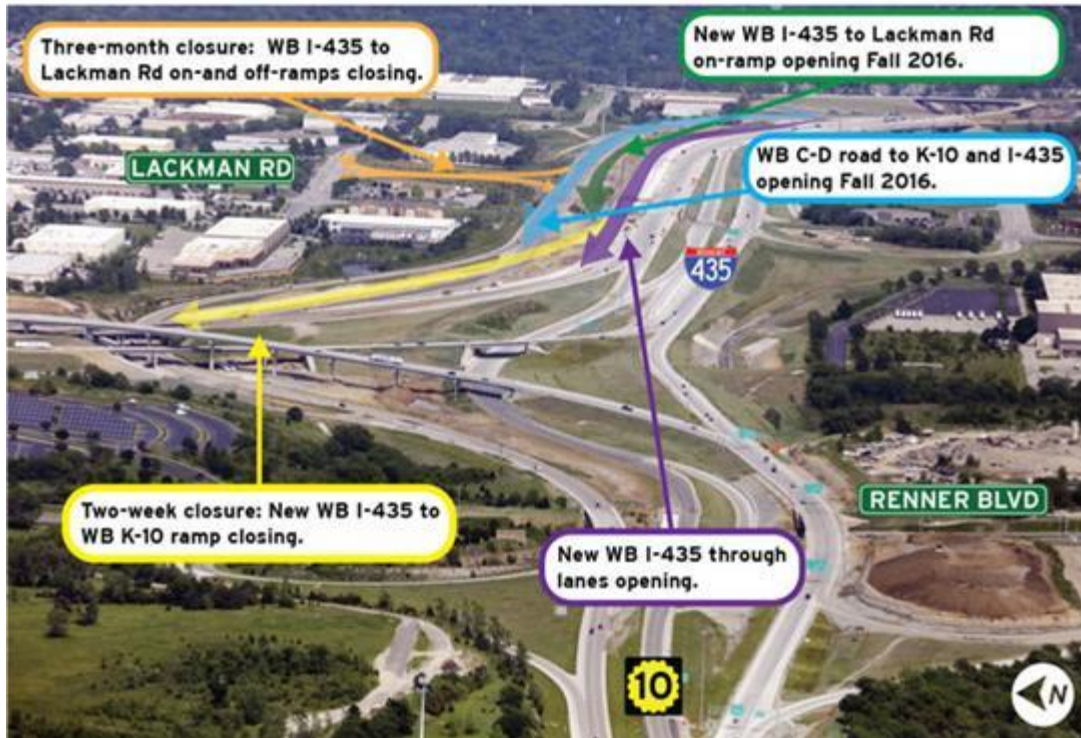 Three-month closure: WB I-435 to
Lackman Rd on-and off-ramps closing.
New WB I-435 to Lackman Rd
on-ramp opening Fall 2016.
LACKMAN RD
WB C-D road to K-10 and I-435
opening Fall 2016.
435
Two-week closure: New WB I-435 to
WB K-10 ramp closing.
RENNER BLVD
New WB I-435 through
lanes opening.
10
N